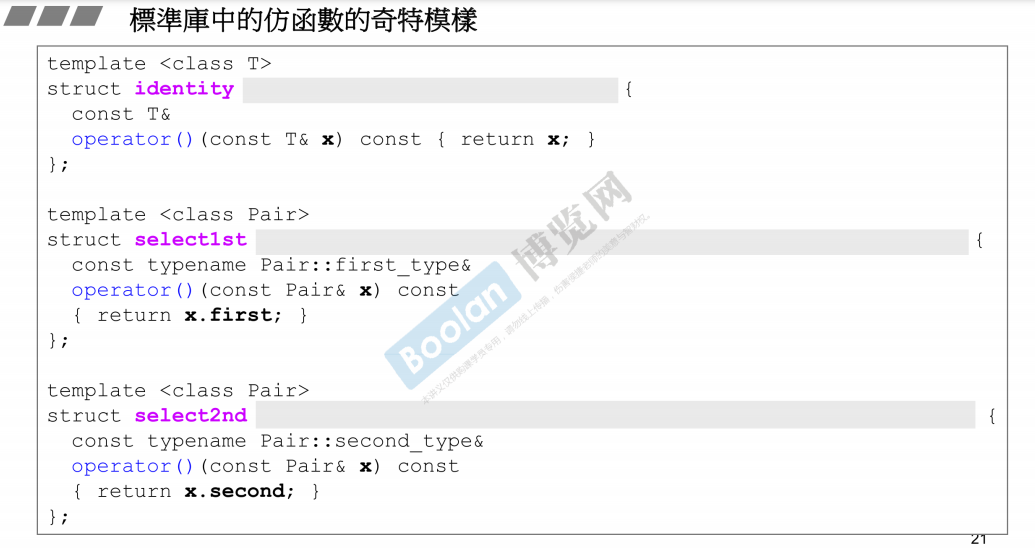 標準庫中的仿函數的奇特模樣
template <class T>
struct identity {
const T&
operator()(const T& x) const { return x; }
};
template <class Pair>
struct select1st {
const typename Pair::first_type&
operator()(const Pair& x) const
{ return x.first; }
};
template <class Pair>
struct select2nd {
const typename Pair::second_type&
operator()(const Pair& x) const
{ return x.second; }
};
Boolan 博览网
21